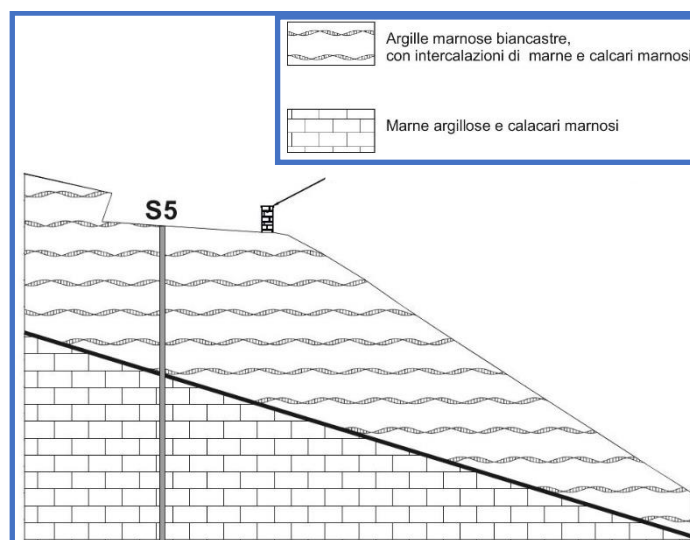 Argille marnose biancastre,
con intercalazioni di marne e calcari marnosi
Marne argillose e calacari marnosi
S5